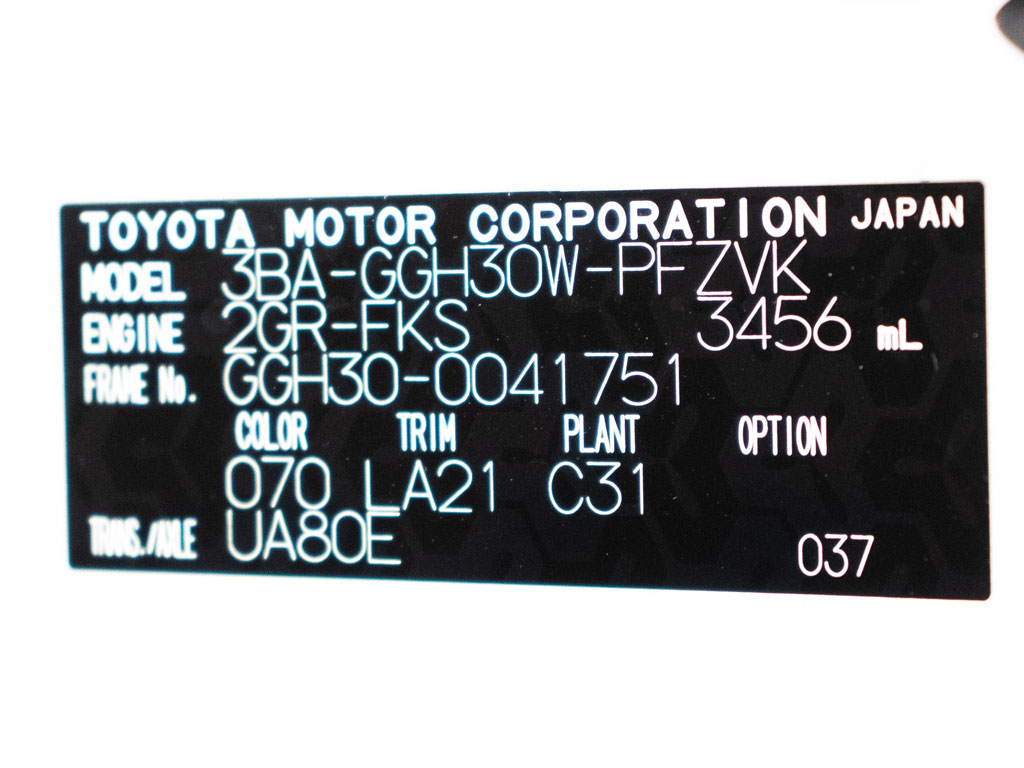 TOYOTA MOTOR CORPORATION JAPAN
MODEL 3BA-GGH30W-PFZVK
ENGINE 2GR-FKS 3456 mL
FRAME No. GGH30-0041751
COLOR TRIM PLANT OPTION
070 LA21 C31
TRANS./AXLE UA80E 037